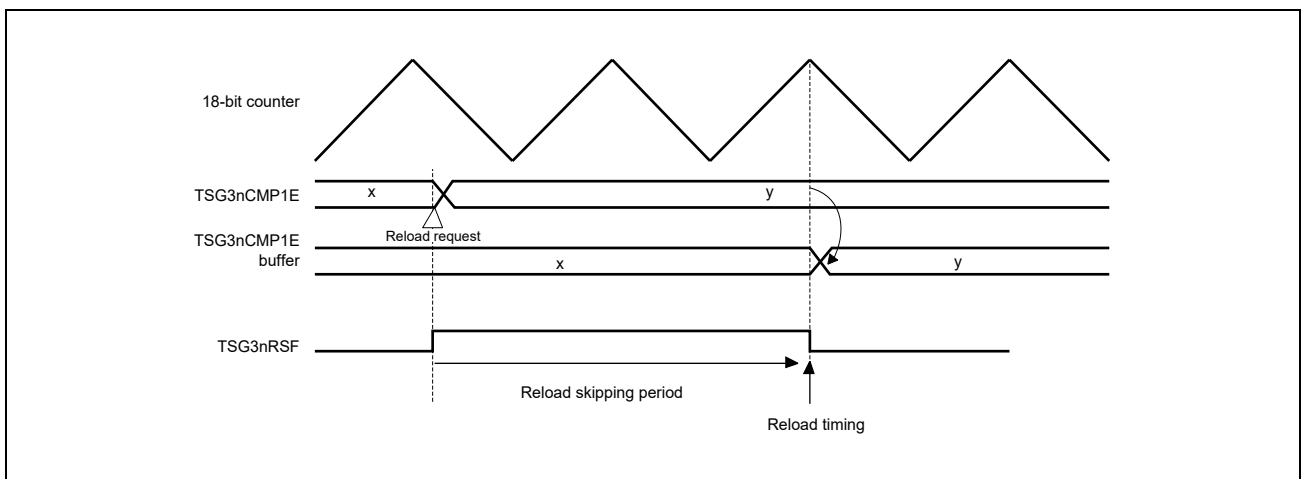 18-bit counter
TSG3nCMP1E
x
y
Reload request
TSG3nCMP1E
buffer
x
y
TSG3nRSF
Reload skipping period
Reload timing